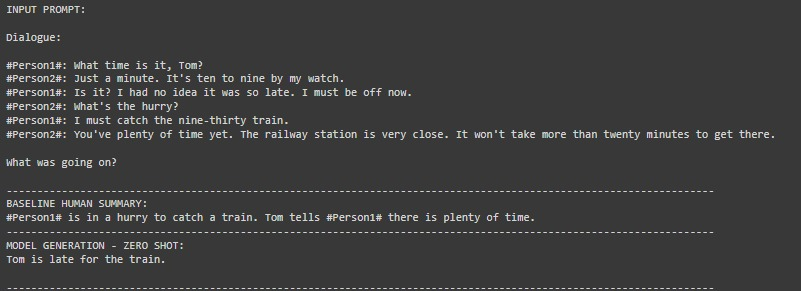 INPUT PROMPT:
Dialogue:
#Person1#: What time is it, Tom?
#Person2#: Just a minute. It's ten to nine by my watch.
#Person1#: Is it? I had no idea it was so late. I must be off now.
#Person2#: What's the hurry?
#Person1#: I must catch the nine-thirty train.
#Person2#: You've plenty of time yet. The railway station is very close. It won't take more than twenty minutes to get there.
What was going on?
---------------------------------------------------------------------------------------------------
BASELINE HUMAN SUMMARY:
#Person1# is in a hurry to catch a train. Tom tells #Person1# there is plenty of time.
---------------------------------------------------------------------------------------------------
MODEL GENERATION - ZERO SHOT:
Tom is late for the train.
---------------------------------------------------------------------------------------------------